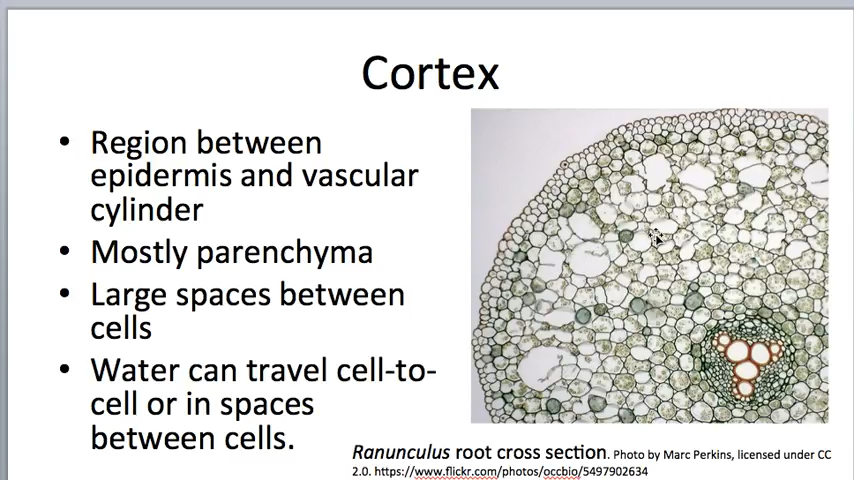 Cortex
• Region between
epidermis and vascular
cylinder
• Mostly parenchyma
• Large spaces between
cells
• Water can travel cell-to-
cell or in spaces
between cells.
Ranunculus root cross section. Photo by Marc Perkins, licensed under CC
2.0. https://www.flickr.com/photos/occbio/5497902634